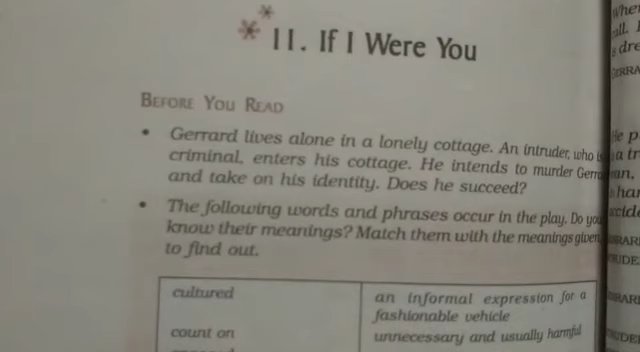 11. If I Were You
BEFORE YOU READ
• Gerrard lives alone in a lonely cottage. An intruder, who is
criminal, enters his cottage. He intends to murder
and take on his identity. Does he succeed?
• The following words and phrases occur in the play. Do you
know their meanings? Match them with the meanings given
to find out.
cultured
an informal expression for a
fashionable vehicle
count on
unnecessary and usually harmful